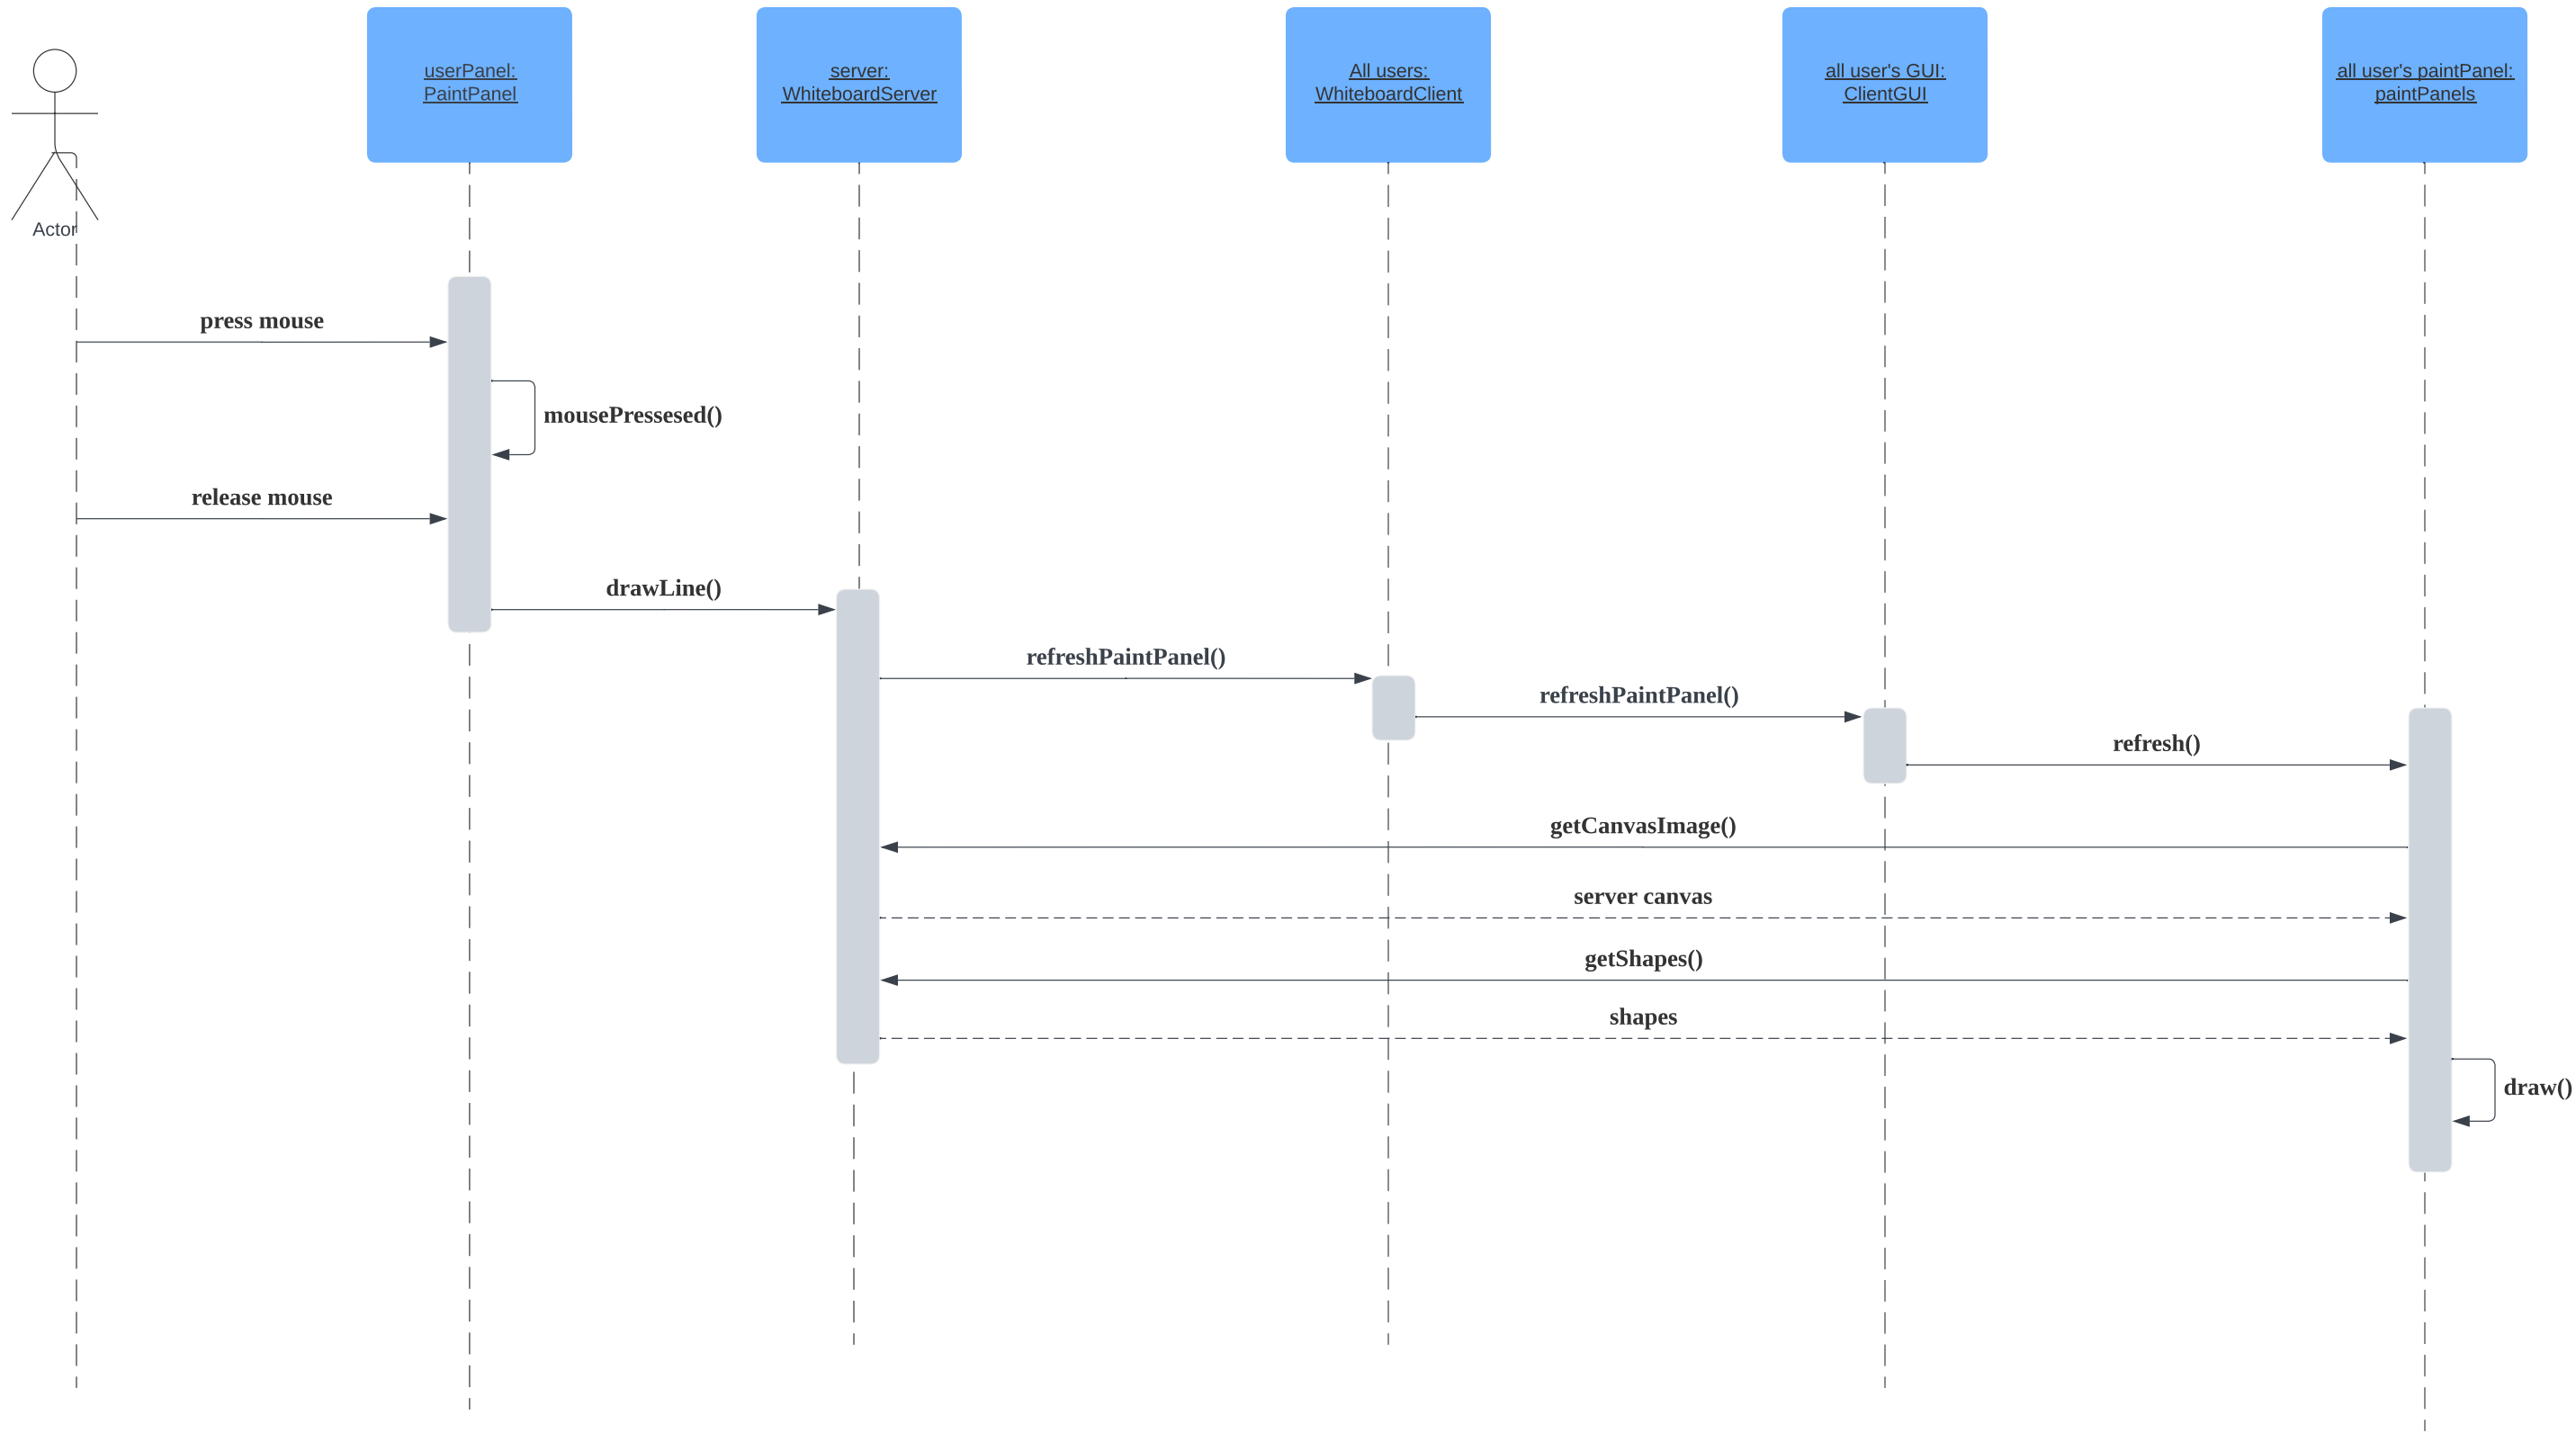 userPanel:
PaintPanel
server:
WhiteboardServer
All users:
WhiteboardClient
all user's GUI:
ClientGUI
all user's paintPanel:
paintPanels
Actor
press mouse
mousePressesed()
release mouse
drawLine()
refreshPaintPanel()
refreshPaintPanel()
refresh()
getCanvasImage()
server canvas
getShapes()
shapes
draw()